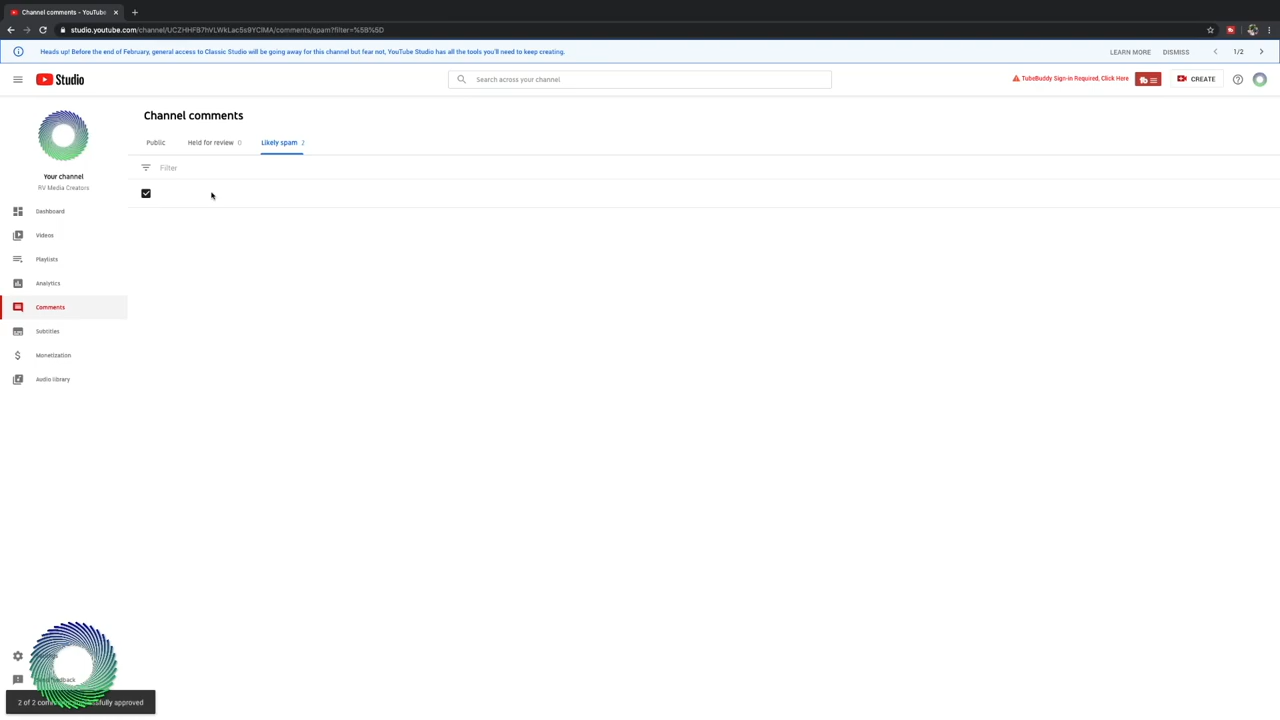 Channel comments - YouTube
studio.youtube.com/channel/UCZHHFB7hVLWkLac5s9YCIMA/comments/spam?filter=%5B%5D
Heads up! Before the end of February, general access to Classic Studio will be going away for this channel but fear not, YouTube Studio has all the tools you'll need to keep creating.
LEARN MORE
DISMISS
1/2
Studio
Search across your channel
TubeBuddy Sign-in Required, Click Here
CREATE
Channel comments
Public
Held for review 0
Likely spam 2
Filter
Your channel
RV Media Creators
Dashboard
Videos
Playlists
Analytics
Comments
Subtitles
Monetization
Audio library
2 of 2
approved